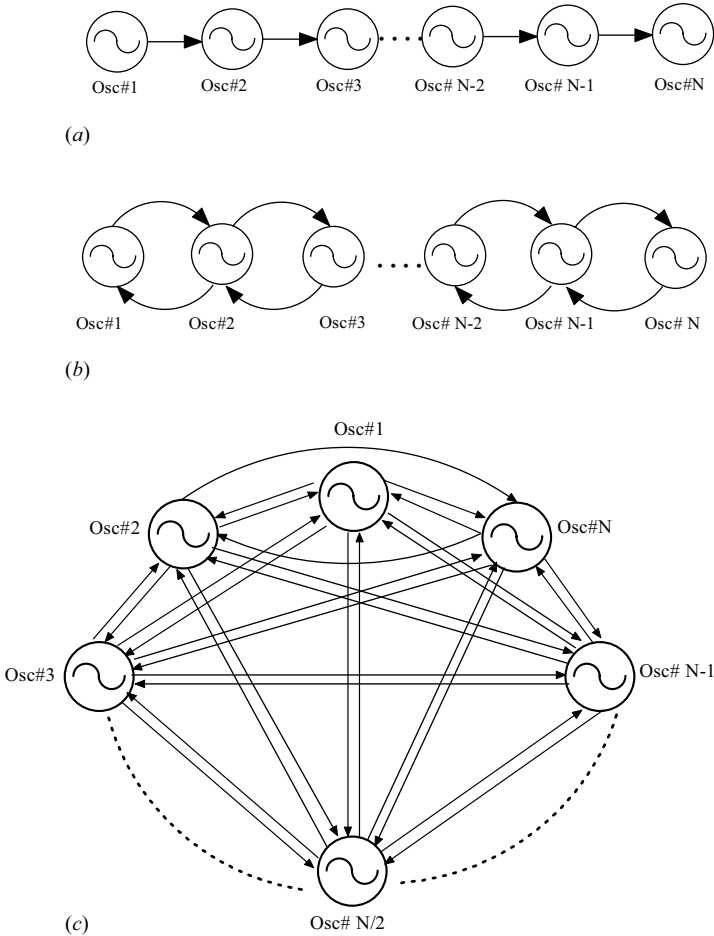 Osc#1 Osc#2 Osc#3 Osc# N-2 Osc# N-1 Osc#N
(a)
Osc#1 Osc#2 Osc#3 Osc# N-2 Osc# N-1 Osc# N
(b)
Osc#1
Osc#2 Osc#N
Osc#3 Osc# N-1
Osc# N/2
(c)